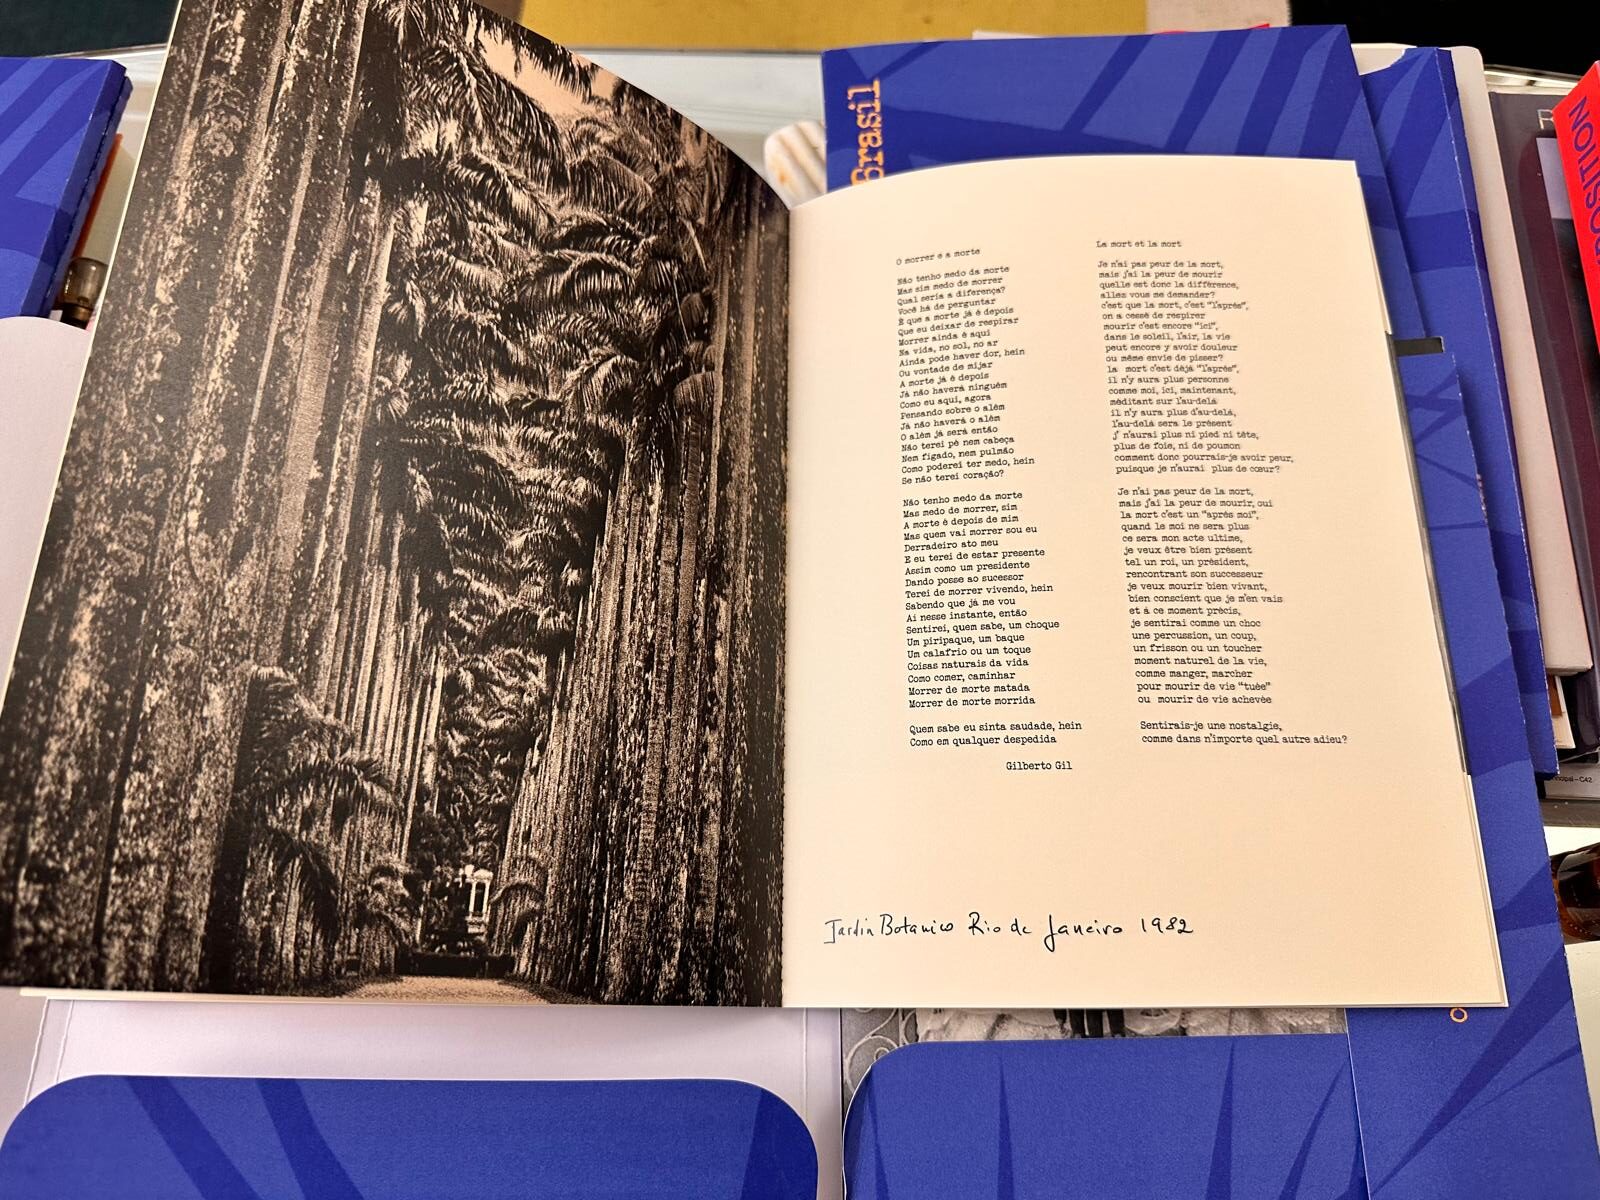 Brasil
O morrer e a morte
Não tenho medo da morte
Mas sim medo de morrer
Qual seria a diferença?
Você há de perguntar
É que a morte já é depois
Que eu deixar de respirar
Morrer ainda é aqui
Na vida, no sol, no ar
Ainda pode haver dor, hein
Ou vontade de mijar
A morte já é depois
Já não haverá ninguém
Como eu aqui, agora
Pensando sobre o além
Já não haverá o além
O além já será então
Não terei pé nem cabeça
Nem fígado, nem pulmão
Como poderei ter medo, hein
Se não terei coração?
Não tenho medo da morte
Mas medo de morrer, sim
A morte é depois de mim
Mas quem vai morrer sou eu
Derradeiro ato meu
E eu terei de estar presente
Assim como um presidente
Dando posse ao sucessor
Terei de morrer vivendo, hein
Sabendo que já me vou
Aí nesse instante, então
Sentirei, quem sabe, um choque
Um piripaque, um baque
Um calafrio ou um toque
Coisas naturais da vida
Como comer, caminhar
Morrer de morte matada
Morrer de morte morrida
Quem sabe eu sinta saudade, hein
Como em qualquer despedida
Gilberto Gil
La mort et la mort
Je n'ai pas peur de la mort,
mais j'ai la peur de mourir
quelle est donc la différence,
allez vous me demander?
c'est que la mort, c'est "l'après",
on a cessé de respirer
mourir c'est encore "ici",
dans le soleil, l'air, la vie
peut encore y avoir douleur
ou même envie de pisser?
la mort c'est déjà "l'après",
il n'y aura plus personne
comme moi, ici, maintenant,
méditant sur l'au-delà
il n'y aura plus d'au-delà,
l'au-delà sera le présent
j' n'aurai plus ni pied ni tête,
plus de foie, ni de poumon
comment donc pourrais-je avoir peur,
puisque je n'aurai plus de cœur?
Je n'ai pas peur de la mort,
mais j'ai la peur de mourir, oui
la mort c'est un "après moi",
quand le moi ne sera plus
ce sera mon acte ultime,
je veux être bien présent
tel un roi, un président,
rencontrant son successeur
je veux mourir bien vivant,
bien conscient que je m'en vais
et à ce moment précis,
je sentirai comme un choc
une percussion, un coup,
un frisson ou un toucher
moment naturel de la vie,
comme manger, marcher
pour mourir de vie "tuée"
ou mourir de vie achevée
Sentirais-je une nostalgie,
comme dans n'importe quel autre adieu?
Jardin Botanico Rio de Janeiro 1982